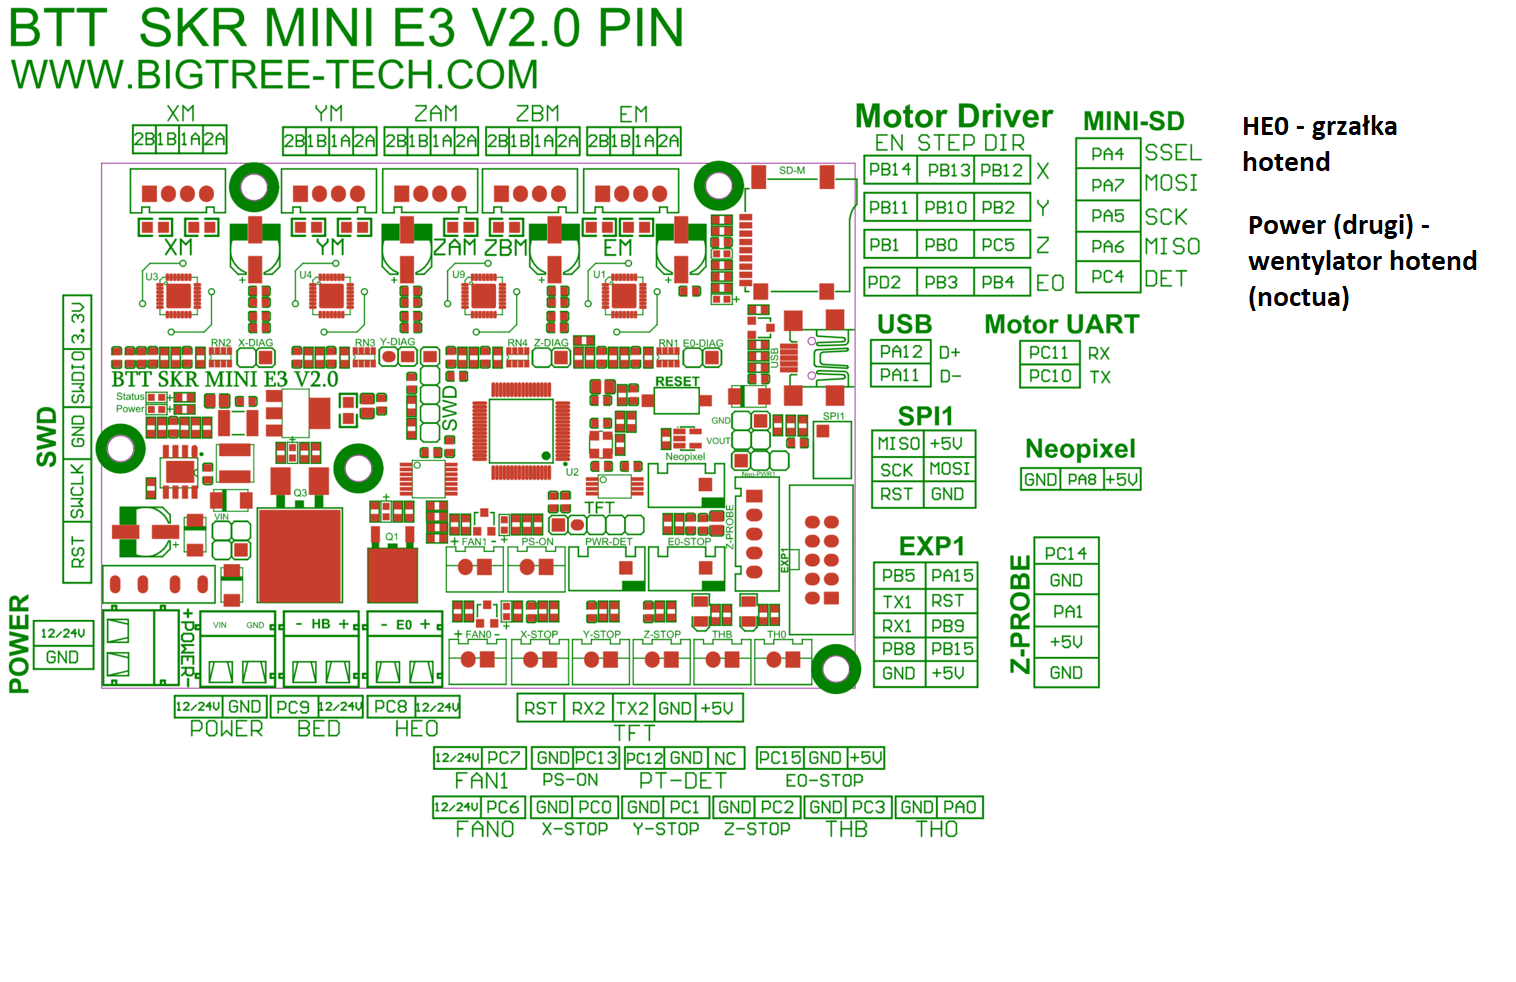 BTT SKR MINI E3 V2.0 PIN
WWW.BIGTREE-TECH.COM
XM YM ZAM ZBM EM
2B 1B 1A 2A 2B 1B 1A 2A 2B 1B 1A 2A 2B 1B 1A 2A 2B 1B 1A 2A
SD-M
XM YM ZAM ZBM EM
U3 U4 U9 U1
RN2 X-DIAG RN3 Y-DIAG RN4 Z-DIAG RN1 E0-DIAG
USB
BTT SKR MINI E3 V2.0
SWD
RESET
Status
Power
GND
VOUT
SPI1
Neopixel
U2
Neo-PWR1
Q3
VIN
TFT
Z-PROBE
Q1
+ FAN1 - PS-ON PWR-DET E0-STOP
EXP1
+POWER-
VIN GND
- HB +
- E0 +
+ FAN0 - X-STOP Y-STOP Z-STOP THB TH0
SWD
3.3V
SWDIO
GND
SWCLK
RST
POWER
12/24V
GND
12/24V GND PC9 12/24V PC8 12/24V
POWER BED HE0
RST RX2 TX2 GND +5V
TFT
12/24V PC7 GND PC13 PC12 GND NC PC15 GND +5V
FAN1 PS-ON PT-DET E0-STOP
12/24V PC6 GND PC0 GND PC1 GND PC2 GND PC3 GND PA0
FAN0 X-STOP Y-STOP Z-STOP THB TH0
Motor Driver
EN STEP DIR
PB14 PB13 PB12 X
PB11 PB10 PB2 Y
PB1 PB0 PC5 Z
PD2 PB3 PB4 E0
MINI-SD
PA4 SSEL
PA7 MOSI
PA5 SCK
PA6 MISO
PC4 DET
USB
PA12 D+
PA11 D-
Motor UART
PC11 RX
PC10 TX
SPI1
MISO +5V
SCK MOSI
RST GND
Neopixel
GND PA8 +5V
EXP1
PB5 PA15
TX1 RST
RX1 PB9
PB8 PB15
GND +5V
Z-PROBE
PC14
GND
PA1
+5V
GND
HE0 - grzałka
hotend
Power (drugi) -
wentylator hotend
(noctua)